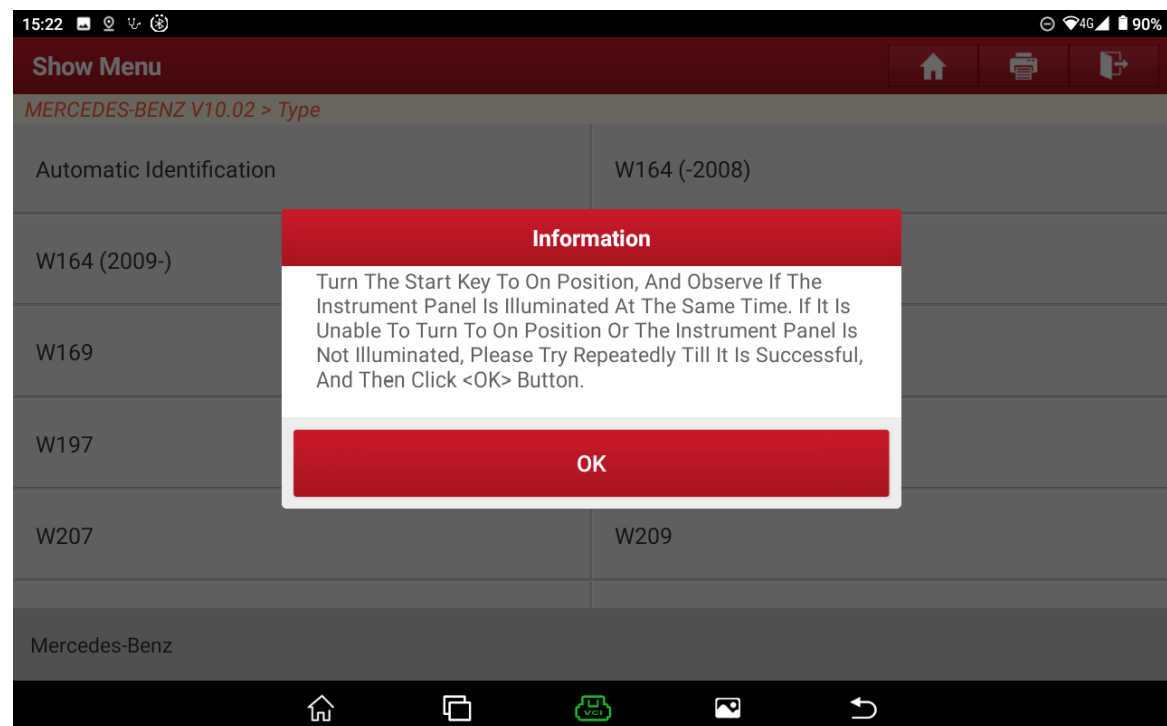 15:22
4G 90%
Show Menu
MERCEDES-BENZ V10.02 > Type
Automatic Identification
W164 (-2008)
W164 (2009-)
Information
Turn The Start Key To On Position, And Observe If The
Instrument Panel Is Illuminated At The Same Time. If It Is
Unable To Turn To On Position Or The Instrument Panel Is
Not Illuminated, Please Try Repeatedly Till It Is Successful,
And Then Click <OK> Button.
W169
W197
OK
W207
W209
Mercedes-Benz
VCI